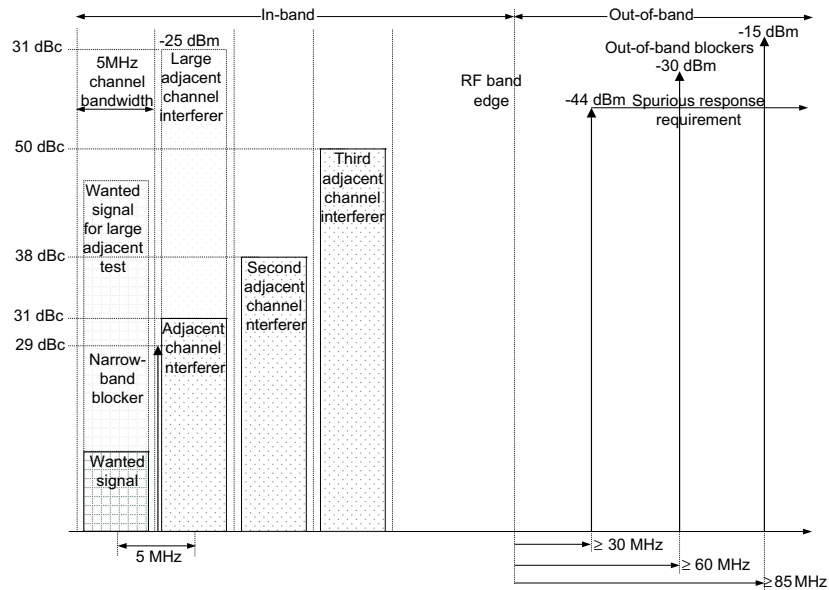 In-band
Out-of-band
31 dBc
-25 dBm
-15 dBm
5MHz
channel
bandwidth
Large
adjacent
channel
interferer
RF band
edge
Out-of-band blockers
-30 dBm
-44 dBm
Spurious response
requirement
50 dBc
Third
adjacent
channel
interferer
Wanted
signal
for large
adjacent
test
38 dBc
Second
adjacent
channel
nterferer
31 dBc
29 dBc
Adjacent
channel
nterferer
Narrow-
band
blocker
Wanted
signal
5 MHz
≥ 30 MHz
≥ 60 MHz
≥85 MHz